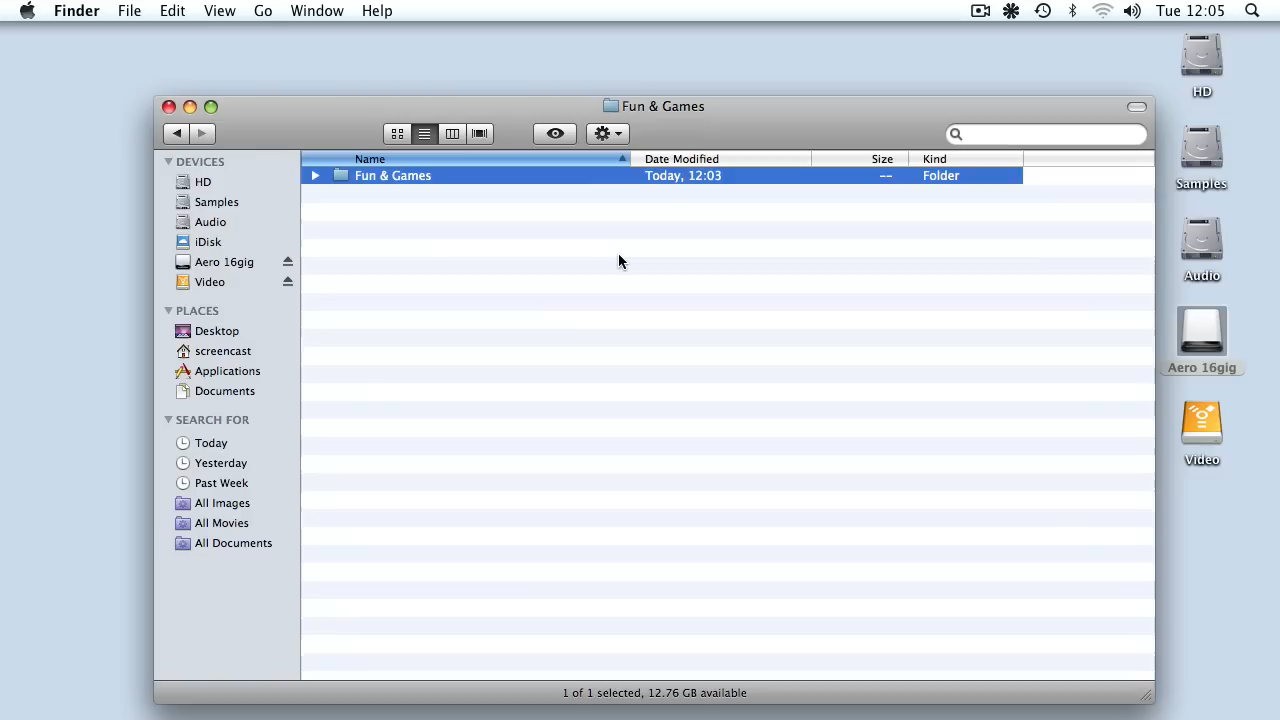 Finder File Edit View Go Window Help Tue 12:05
Fun & Games
Name Date Modified Size Kind
Fun & Games Today, 12:03 -- Folder
DEVICES
HD
Samples
Audio
iDisk
Aero 16gig
Video
PLACES
Desktop
screencast
Applications
Documents
SEARCH FOR
Today
Yesterday
Past Week
All Images
All Movies
All Documents
1 of 1 selected, 12.76 GB available
HD
Samples
Audio
Aero 16gig
Video